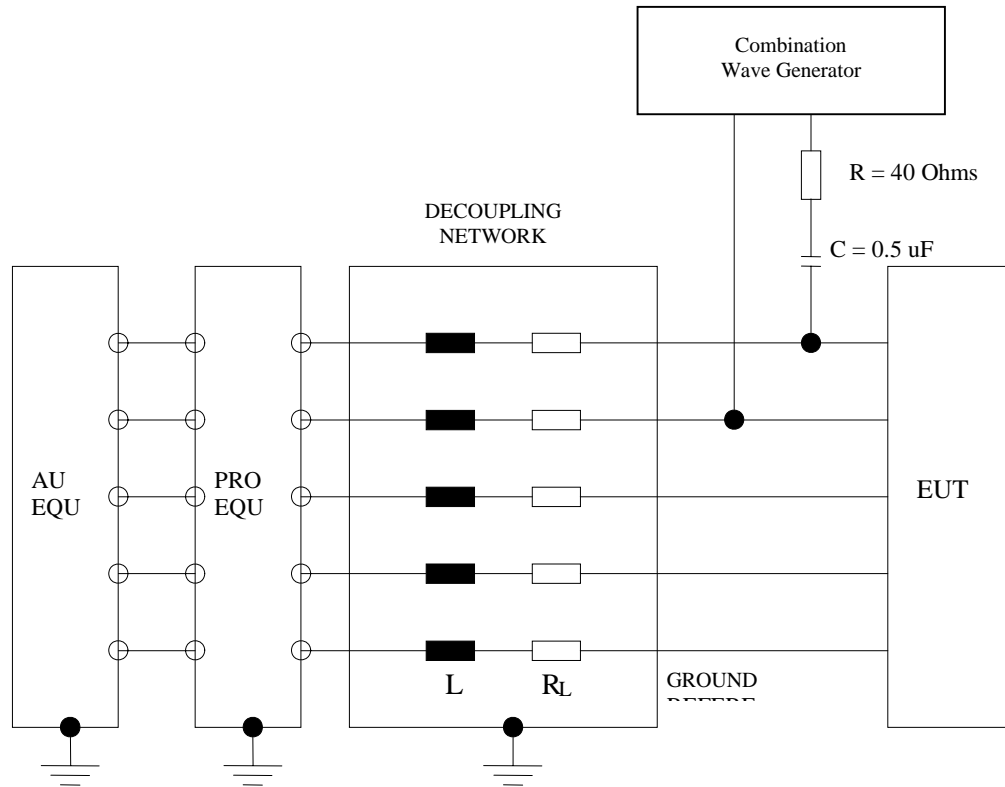 Combination
Wave Generator
R = 40 Ohms
DECOUPLING
NETWORK
C = 0.5 uF
AU
EQU
PRO
EQU
EUT
L
RL
GROUND